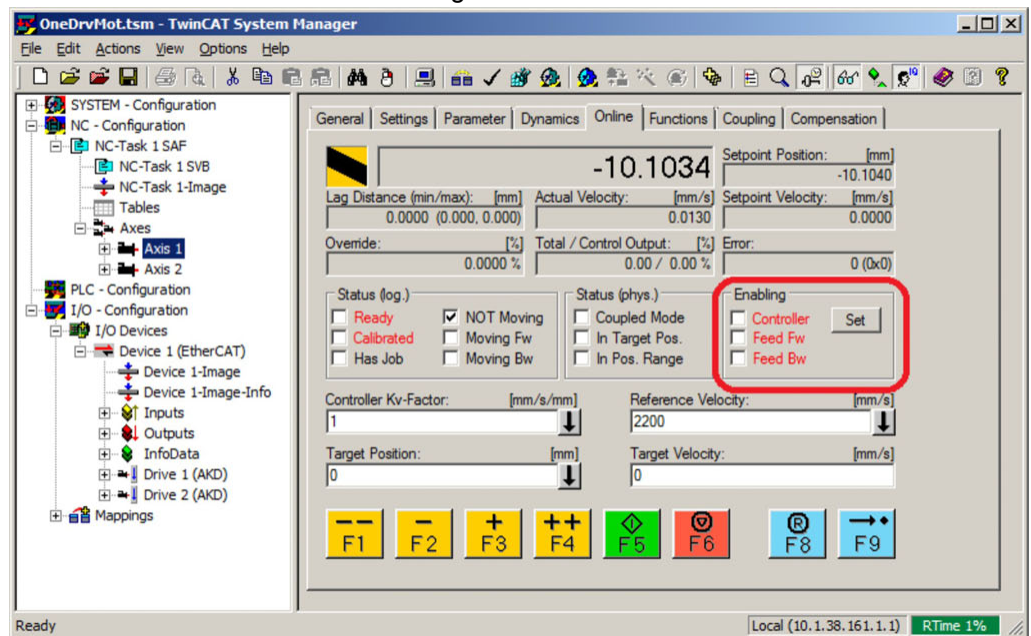 OneDrvMot.tsm - TwinCAT System Manager
File Edit Actions View Options Help
SYSTEM - Configuration
NC - Configuration
NC-Task 1 SAF
NC-Task 1 SVB
NC-Task 1-Image
Tables
Axes
Axis 1
Axis 2
PLC - Configuration
I/O - Configuration
I/O Devices
Device 1 (EtherCAT)
Device 1-Image
Device 1-Image-Info
Inputs
Outputs
InfoData
Drive 1 (AKD)
Drive 2 (AKD)
Mappings
General Settings Parameter Dynamics Online Functions Coupling Compensation
-10.1034
Setpoint Position: [mm]
-10.1040
Lag Distance (min/max): [mm] Actual Velocity: [mm/s] Setpoint Velocity: [mm/s]
0.0000 (0.000, 0.000) 0.0130 0.0000
Override: [%] Total / Control Output: [%] Error:
0.0000 % 0.00 / 0.00 % 0 (0x0)
Status (log.) Status (phys.) Enabling
Ready NOT Moving Coupled Mode Controller Set
Calibrated Moving Fw In Target Pos. Feed Fw
Has Job Moving Bw In Pos. Range Feed Bw
Controller Kv-Factor: [mm/s/mm] Reference Velocity: [mm/s]
1 2200
Target Position: [mm] Target Velocity: [mm/s]
0 0
-- - + ++ R
F1 F2 F3 F4 F5 F6 F8 F9
Ready Local (10.1.38.161.1.1) RTime 1%